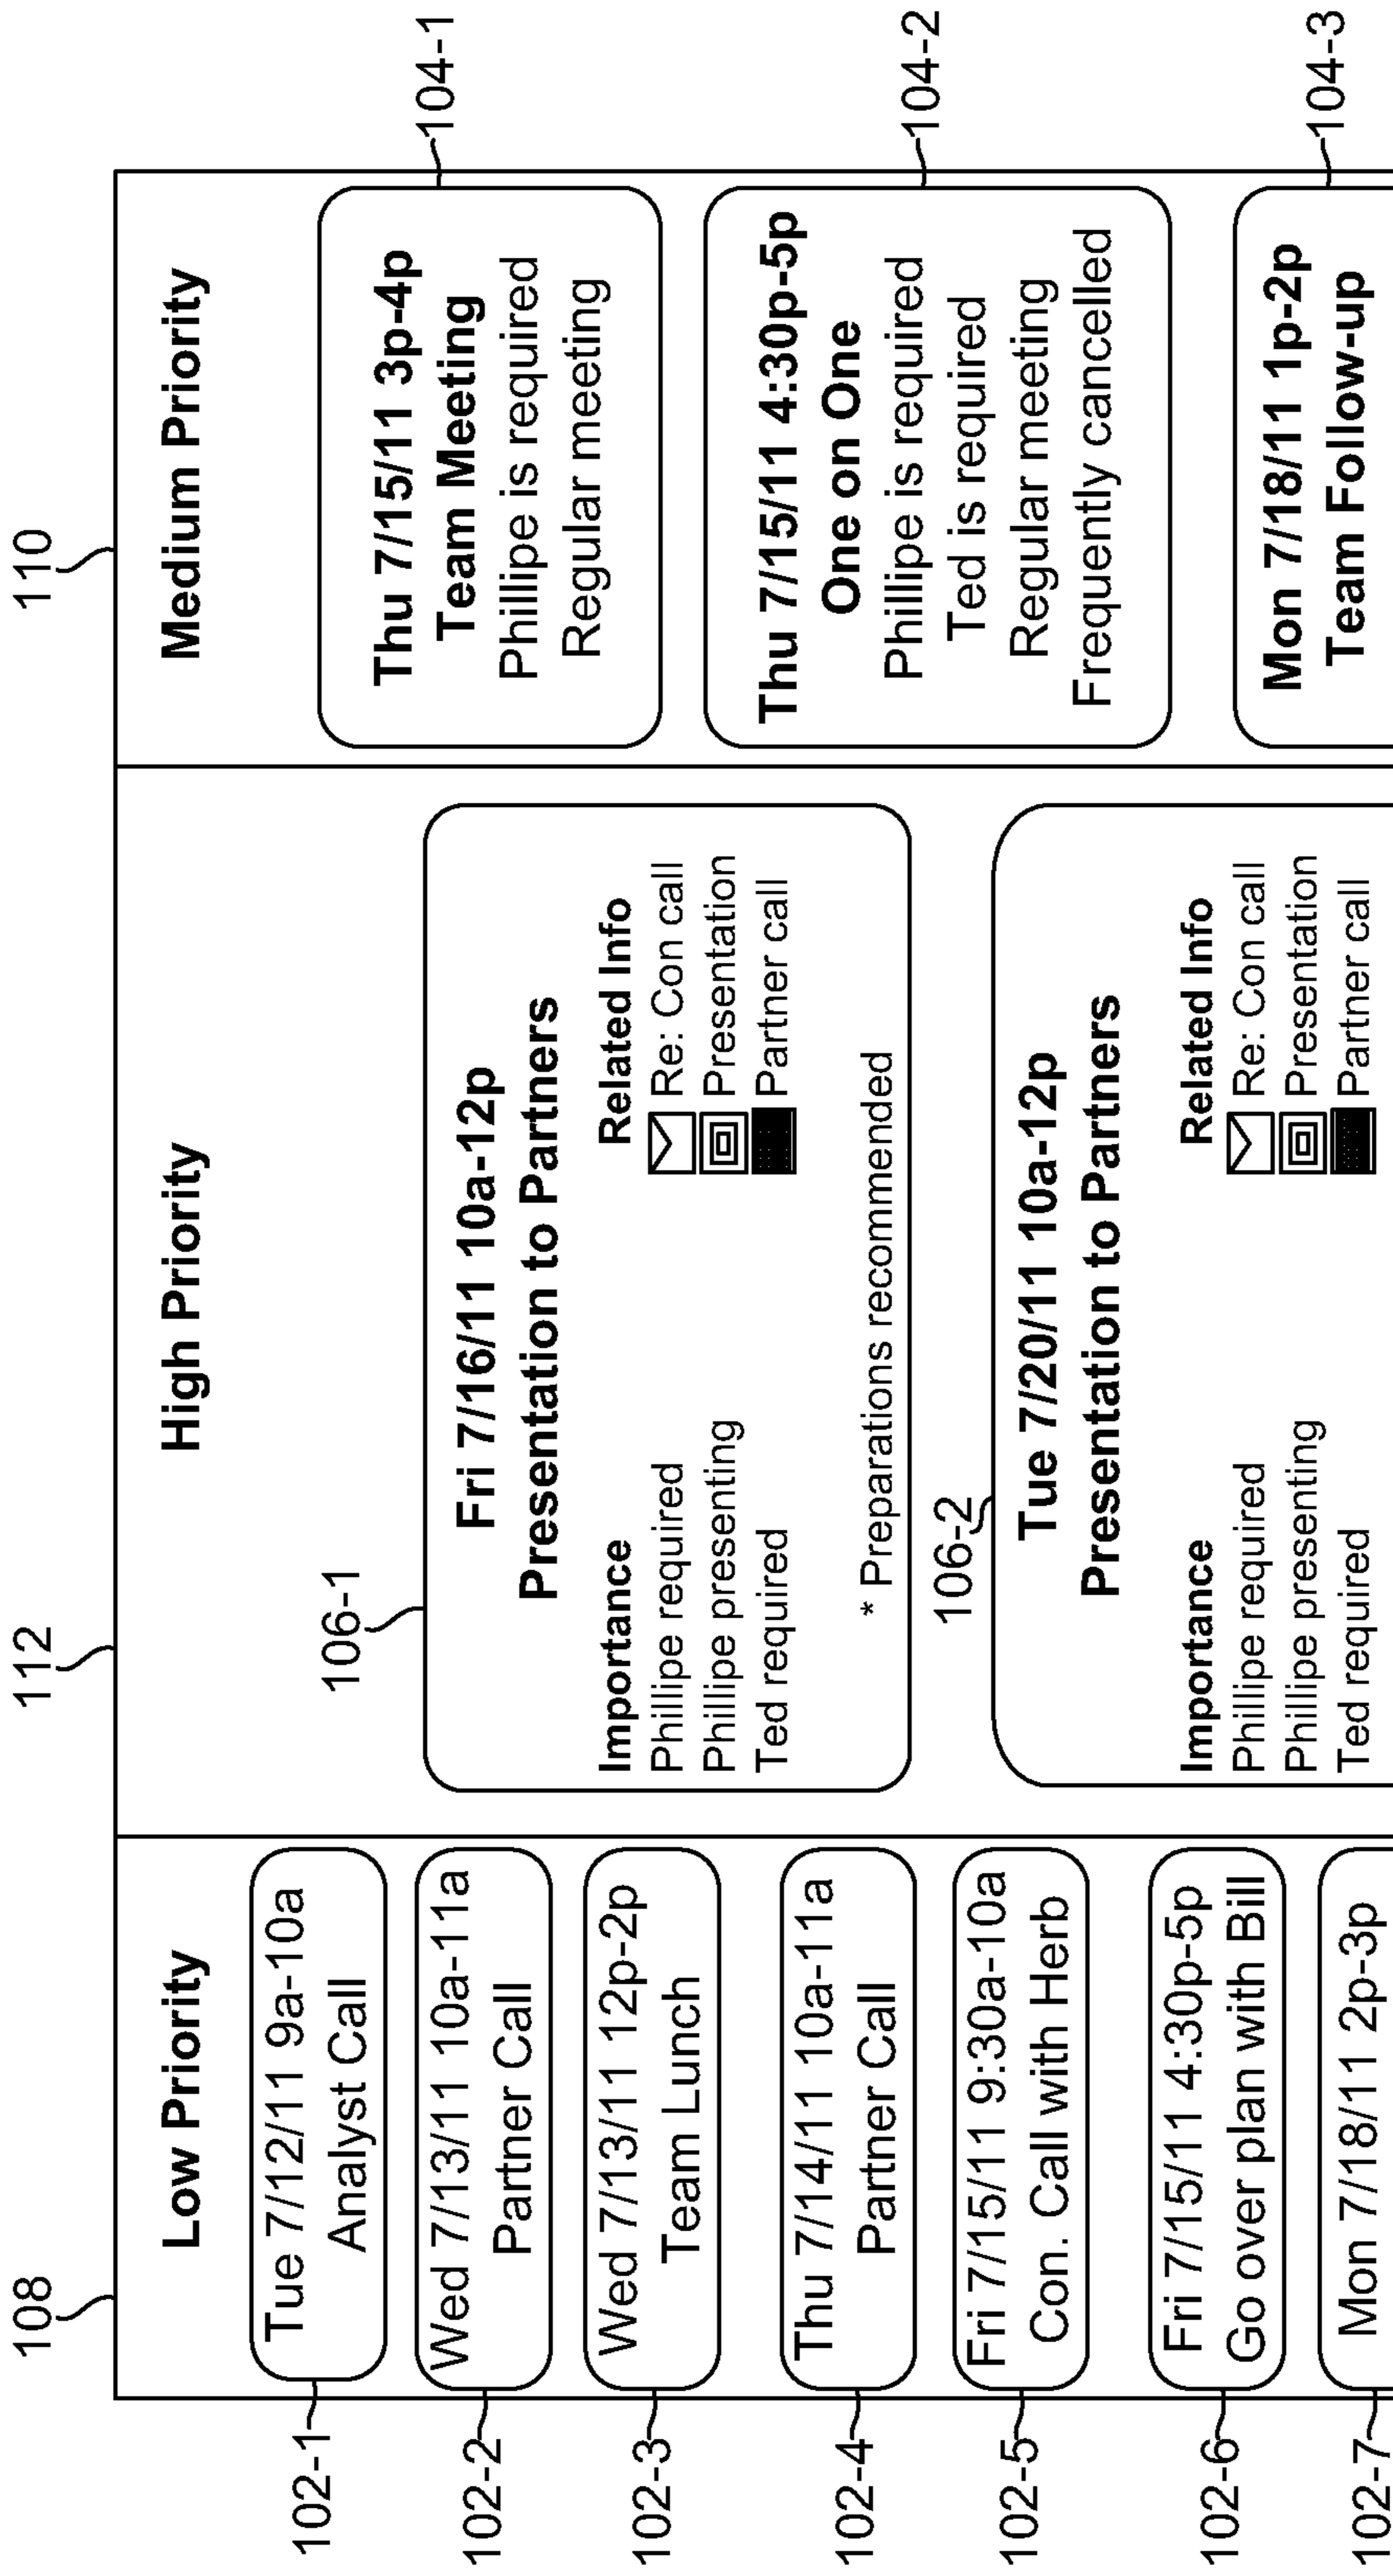 108
112
110
Low Priority
102-1
Tue 7/12/11 9a-10a
Analyst Call
102-2
Wed 7/13/11 10a-11a
Partner Call
102-3
Wed 7/13/11 12p-2p
Team Lunch
102-4
Thu 7/14/11 10a-11a
Partner Call
102-5
Fri 7/15/11 9:30a-10a
Con. Call with Herb
102-6
Fri 7/15/11 4:30p-5p
Go over plan with Bill
102-7
Mon 7/18/11 2p-3p
High Priority
106-1
Fri 7/16/11 10a-12p
Presentation to Partners
Importance
Phillipe required
Phillipe presenting
Ted required
Related Info
Re: Con call
Presentation
Partner call
* Preparations recommended
106-2
Tue 7/20/11 10a-12p
Presentation to Partners
Importance
Phillipe required
Phillipe presenting
Ted required
Related Info
Re: Con call
Presentation
Partner call
Medium Priority
Thu 7/15/11 3p-4p
Team Meeting
Phillipe is required
Regular meeting
104-1
Thu 7/15/11 4:30p-5p
One on One
Phillipe is required
Ted is required
Regular meeting
Frequently cancelled
104-2
Mon 7/18/11 1p-2p
Team Follow-up
104-3